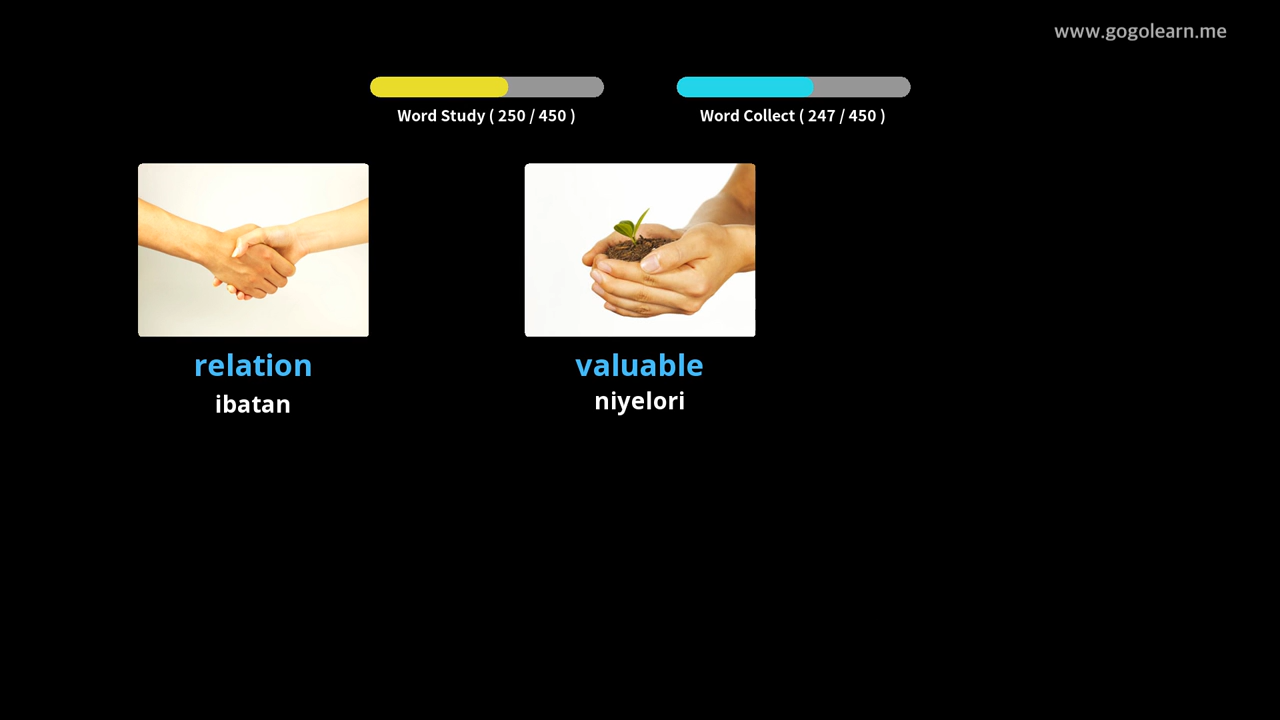 www.gogolearn.me
Word Study ( 250 / 450 )
Word Collect ( 247 / 450 )
relation
ibatan
valuable
niyelori